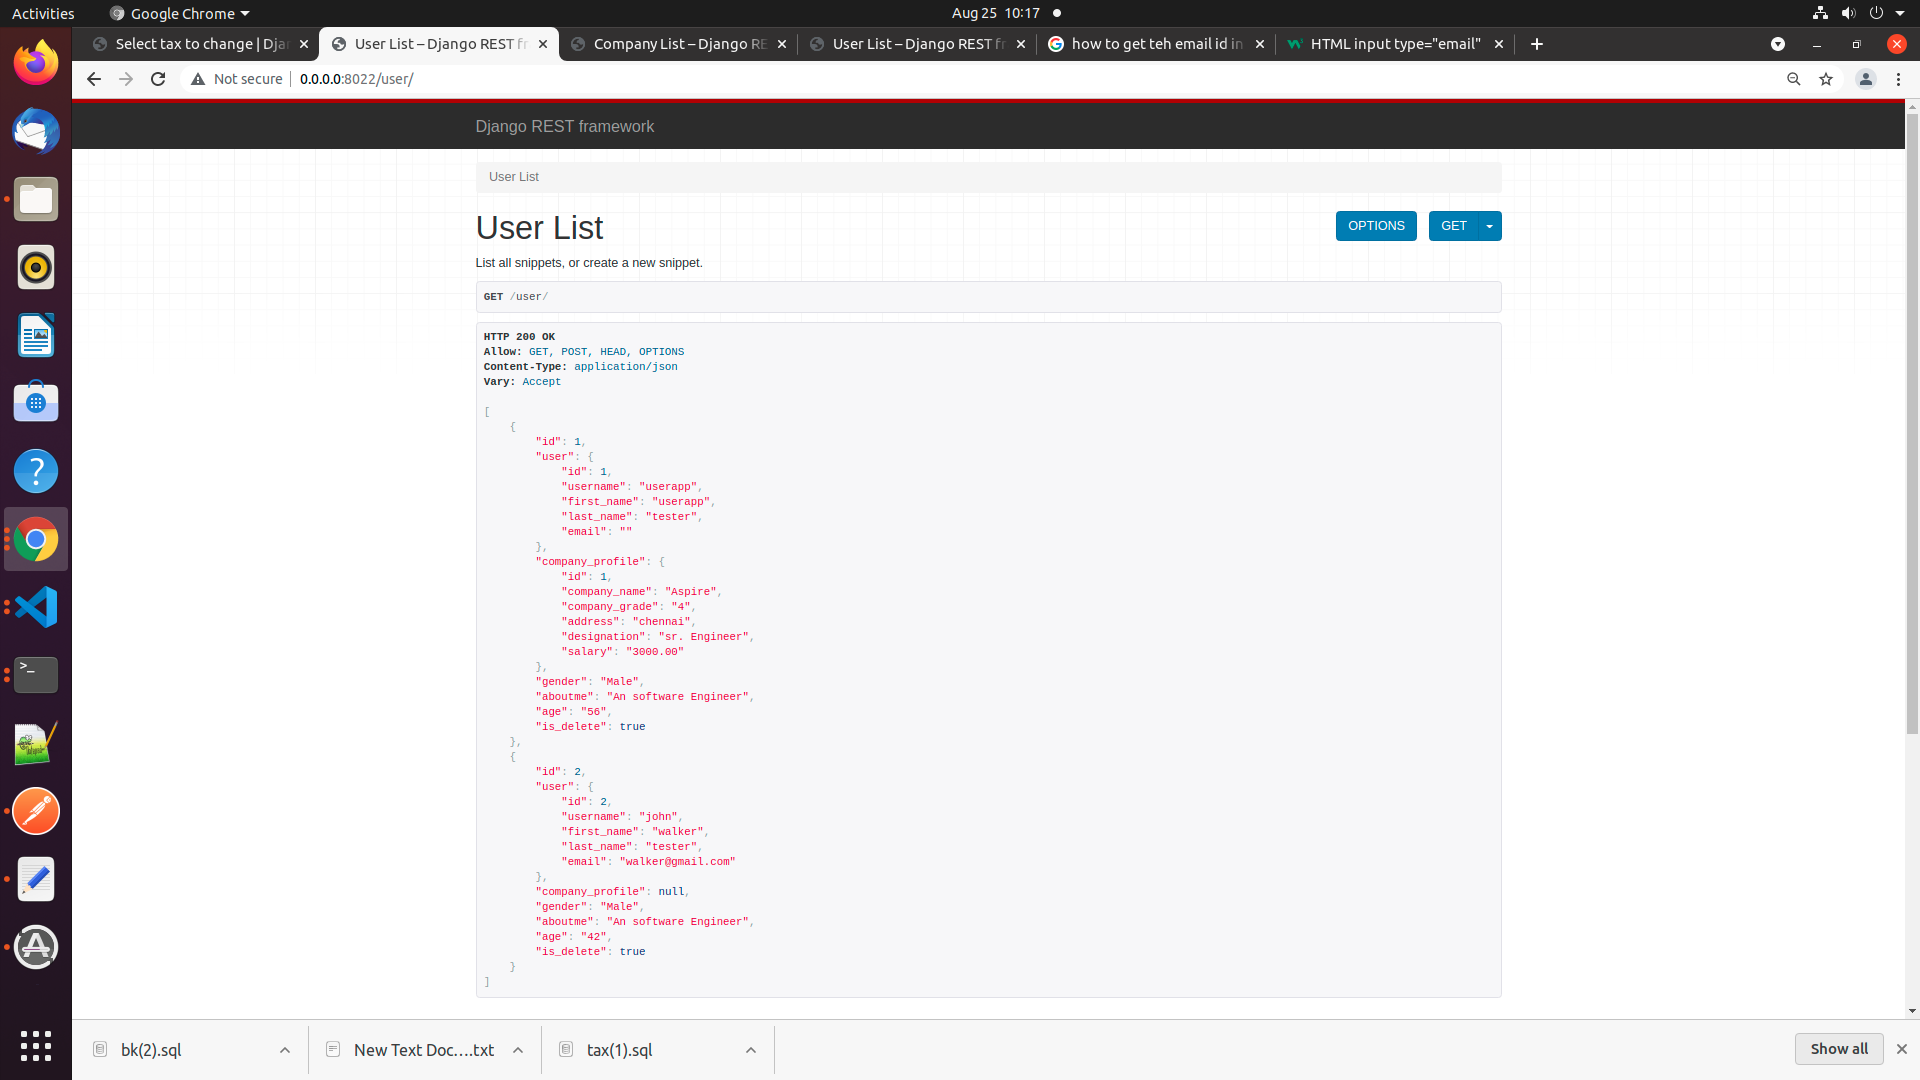 Activities
Google Chrome
Aug 25 10:17
Select tax to change | Djan
User List – Django REST fr
Company List – Django RE
User List – Django REST fr
how to get teh email id in
HTML input type="email"
Not secure
0.0.0.0:8022/user/
Django REST framework
User List
User List
OPTIONS
GET
List all snippets, or create a new snippet.
GET /user/
HTTP 200 OK
Allow: GET, POST, HEAD, OPTIONS
Content-Type: application/json
Vary: Accept
[
{
"id": 1,
"user": {
"id": 1,
"username": "userapp",
"first_name": "userapp",
"last_name": "tester",
"email": ""
},
"company_profile": {
"id": 1,
"company_name": "Aspire",
"company_grade": "4",
"address": "chennai",
"designation": "sr. Engineer",
"salary": "3000.00"
},
"gender": "Male",
"aboutme": "An software Engineer",
"age": "56",
"is_delete": true
},
{
"id": 2,
"user": {
"id": 2,
"username": "john",
"first_name": "walker",
"last_name": "tester",
"email": "walker@gmail.com"
},
"company_profile": null,
"gender": "Male",
"aboutme": "An software Engineer",
"age": "42",
"is_delete": true
}
]
bk(2).sql
New Text Doc....txt
tax(1).sql
Show all